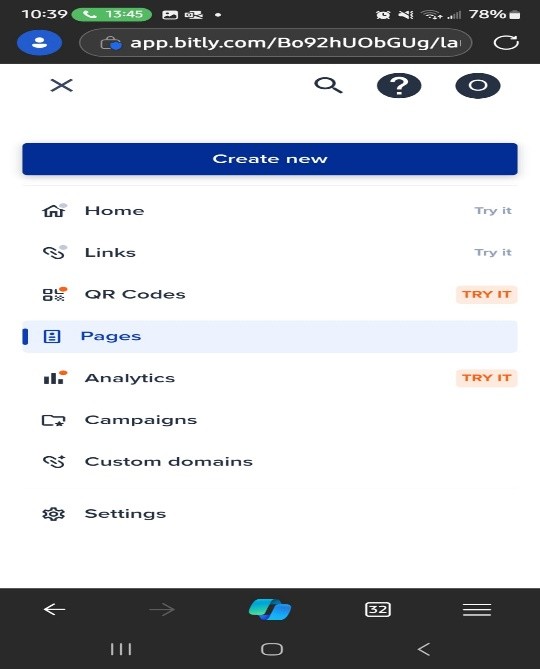 10:39 13:45 78%
app.bitly.com/Bo92hUObGUg/la
?
O
Create new
Home Try it
Links Try it
QR Codes TRY IT
Pages
Analytics TRY IT
Campaigns
Custom domains
Settings
32